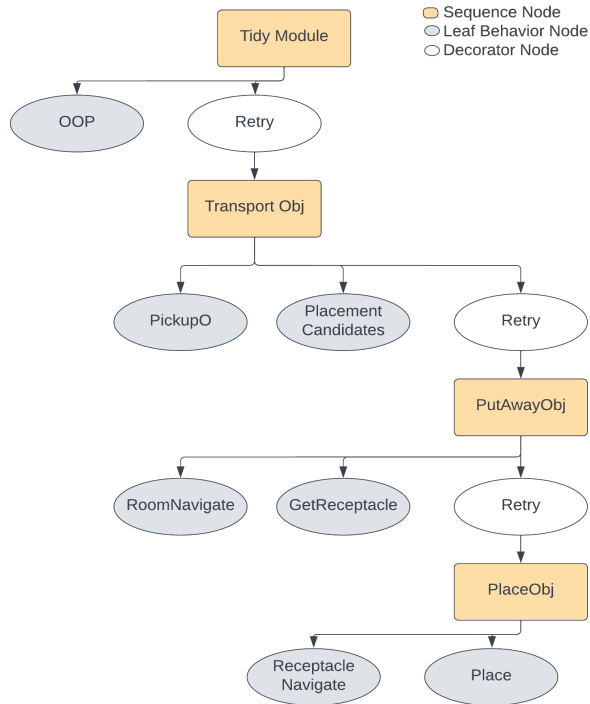 Tidy Module
Sequence Node
Leaf Behavior Node
Decorator Node
OOP
Retry
Transport Obj
PickupO
Placement
Candidates
Retry
PutAwayObj
RoomNavigate
GetReceptacle
Retry
PlaceObj
Receptacle
Navigate
Place